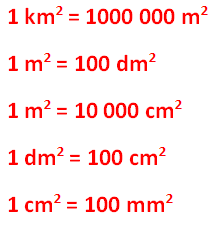 1 km² = 1000 000 m²
1 m² = 100 dm²
1 m² = 10 000 cm²
1 dm² = 100 cm²
1 cm² = 100 mm²